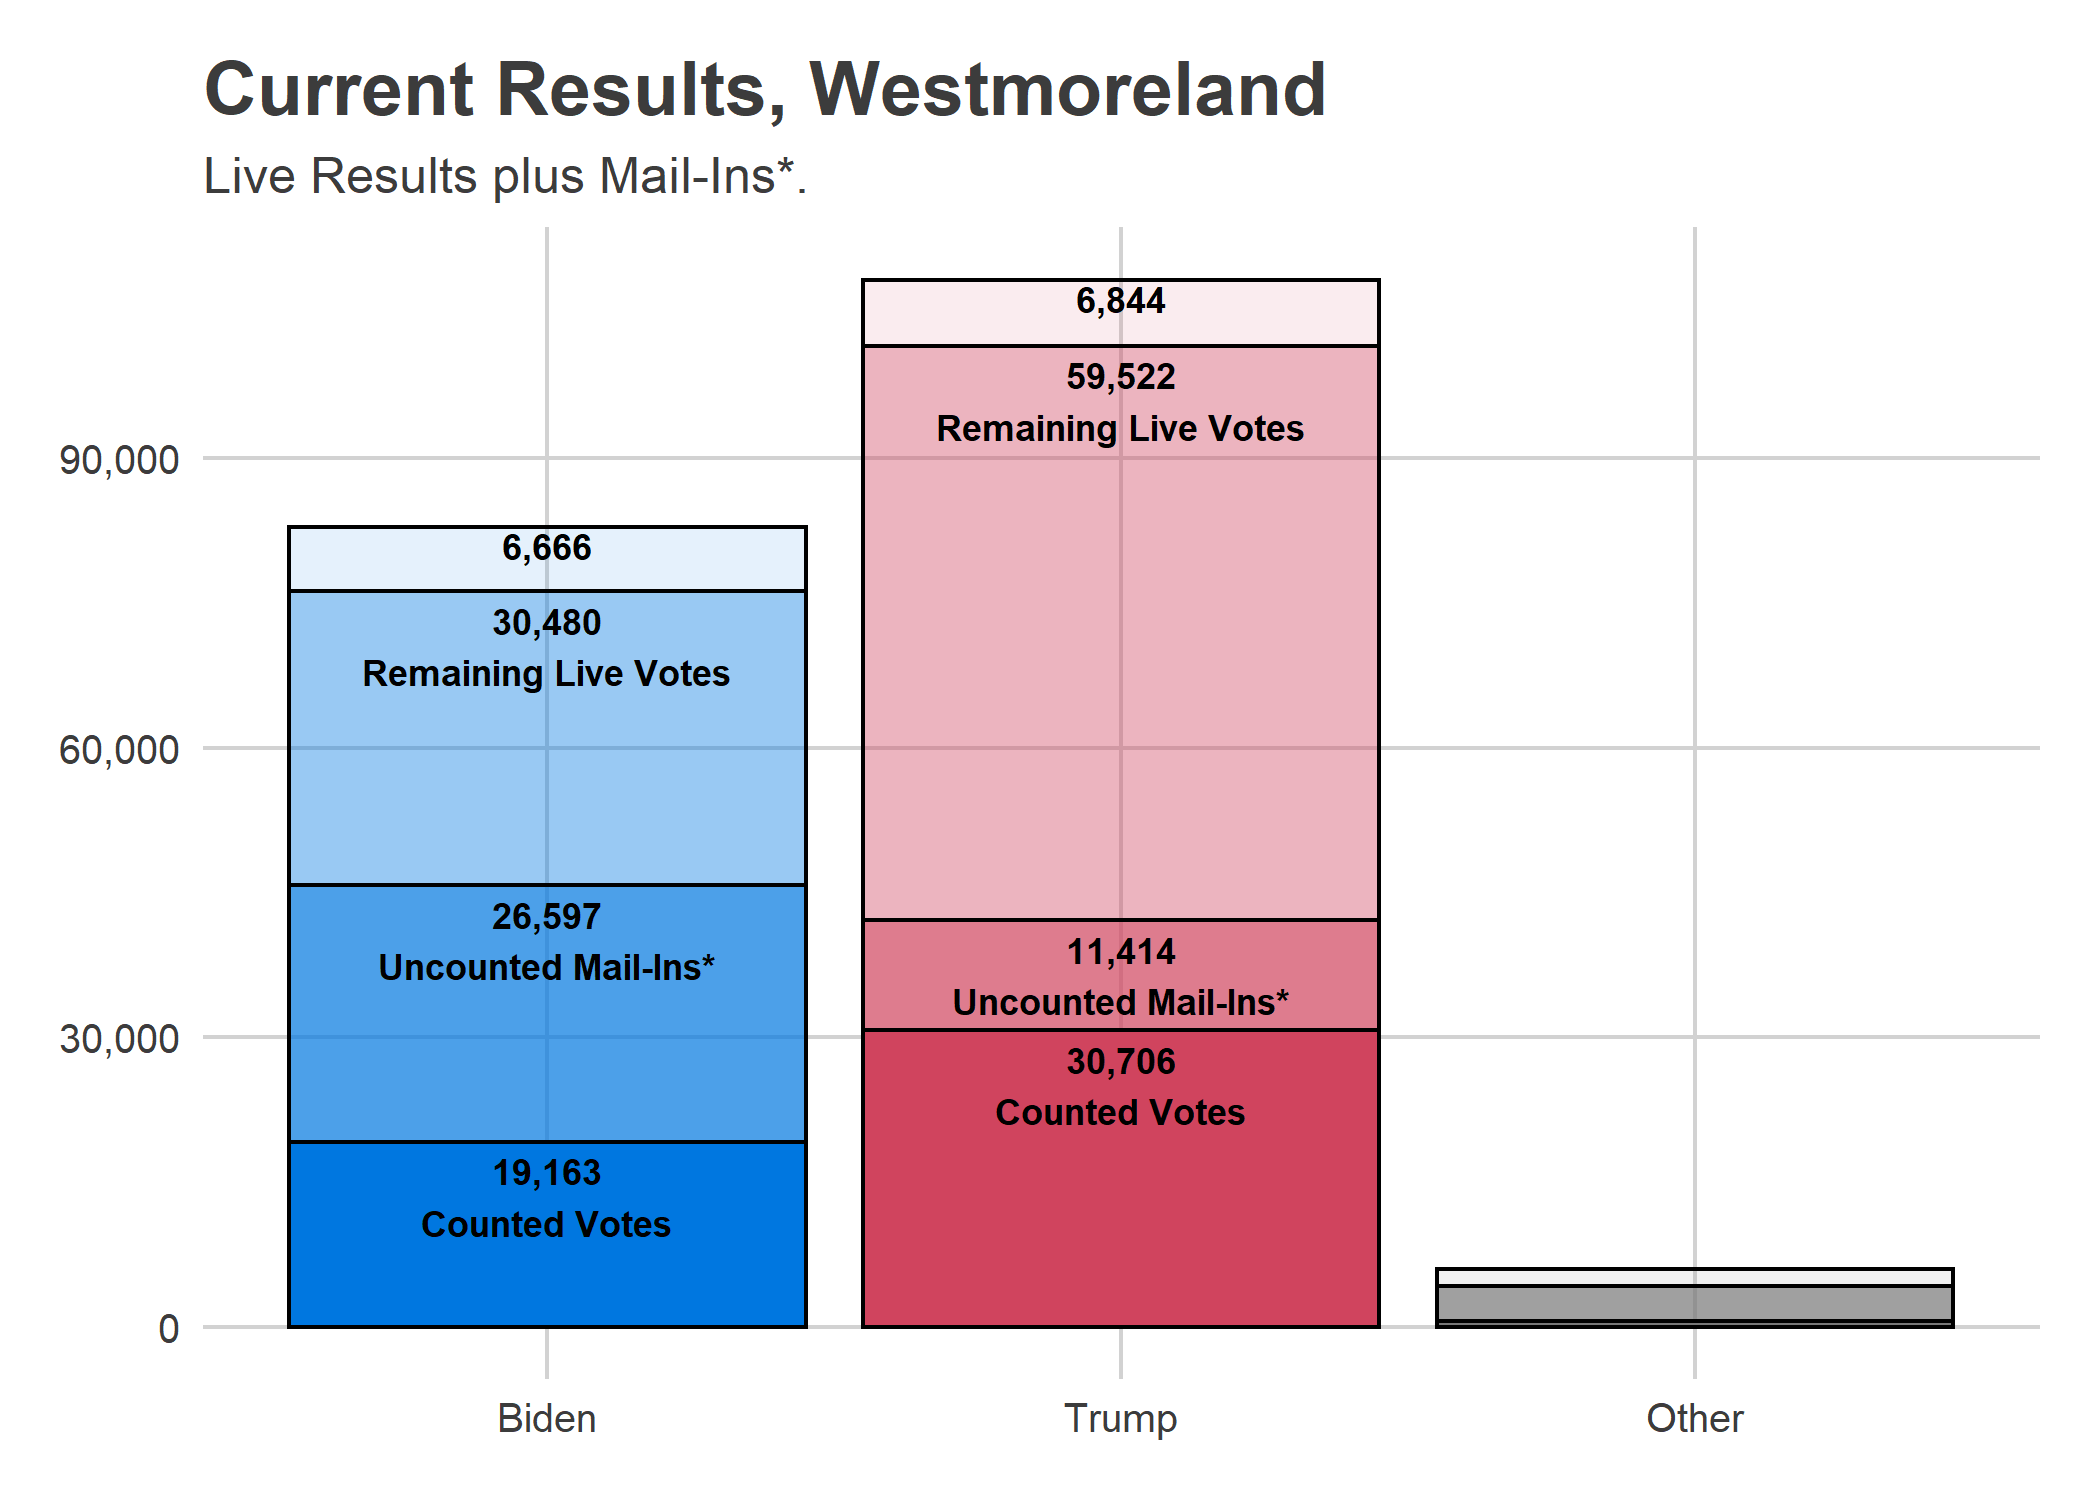 Current Results, Westmoreland
Live Results plus Mail-Ins*.
90,000
60,000
30,000
0
6,666
30,480
Remaining Live Votes
26,597
Uncounted Mail-Ins*
19,163
Counted Votes
6,844
59,522
Remaining Live Votes
11,414
Uncounted Mail-Ins*
30,706
Counted Votes
Biden
Trump
Other